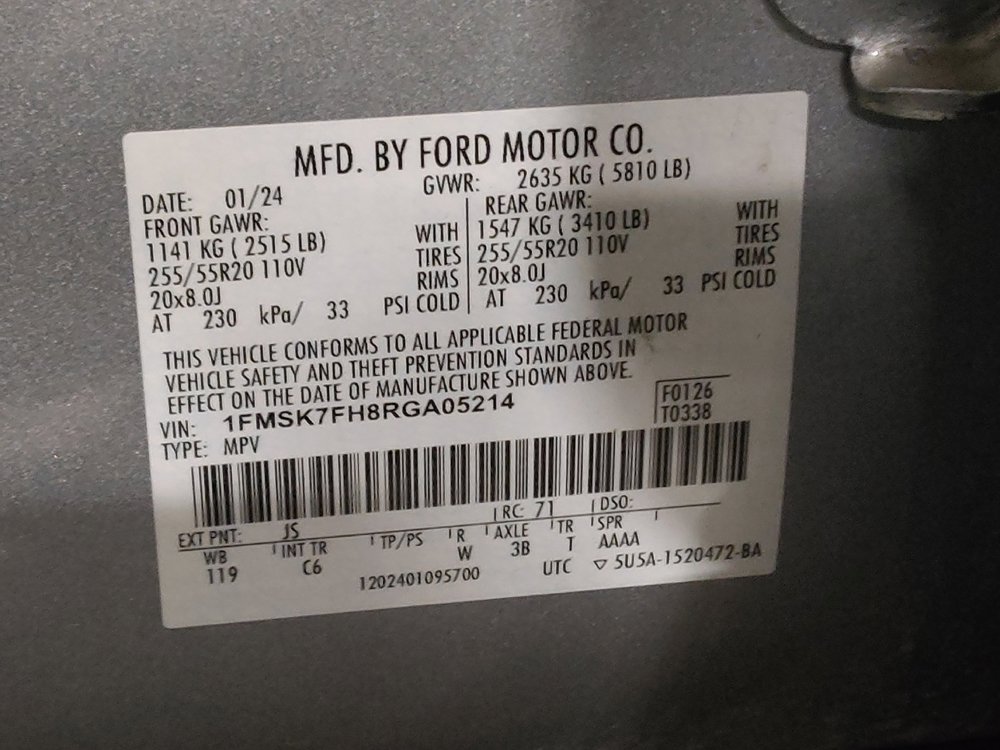 MFD. BY FORD MOTOR CO.
DATE: 01/24 GVWR: 2635 KG ( 5810 LB)
FRONT GAWR: REAR GAWR:
1141 KG ( 2515 LB) WITH 1547 KG ( 3410 LB) WITH
255/55R20 110V TIRES 255/55R20 110V TIRES
20x8.0J RIMS 20x8.0J RIMS
AT 230 kPa/ 33 PSI COLD AT 230 kPa/ 33 PSI COLD
THIS VEHICLE CONFORMS TO ALL APPLICABLE FEDERAL MOTOR
VEHICLE SAFETY AND THEFT PREVENTION STANDARDS IN
EFFECT ON THE DATE OF MANUFACTURE SHOWN ABOVE.
VIN: 1FMSK7FH8RGA05214 F0126
TYPE: MPV T0338
EXT PNT: JS RC: 71 DSO:
WB INT TR TP/PS R AXLE TR SPR
119 C6 W 3B T AAAA
1202401095700 UTC ▽ 5U5A-1520472-BA